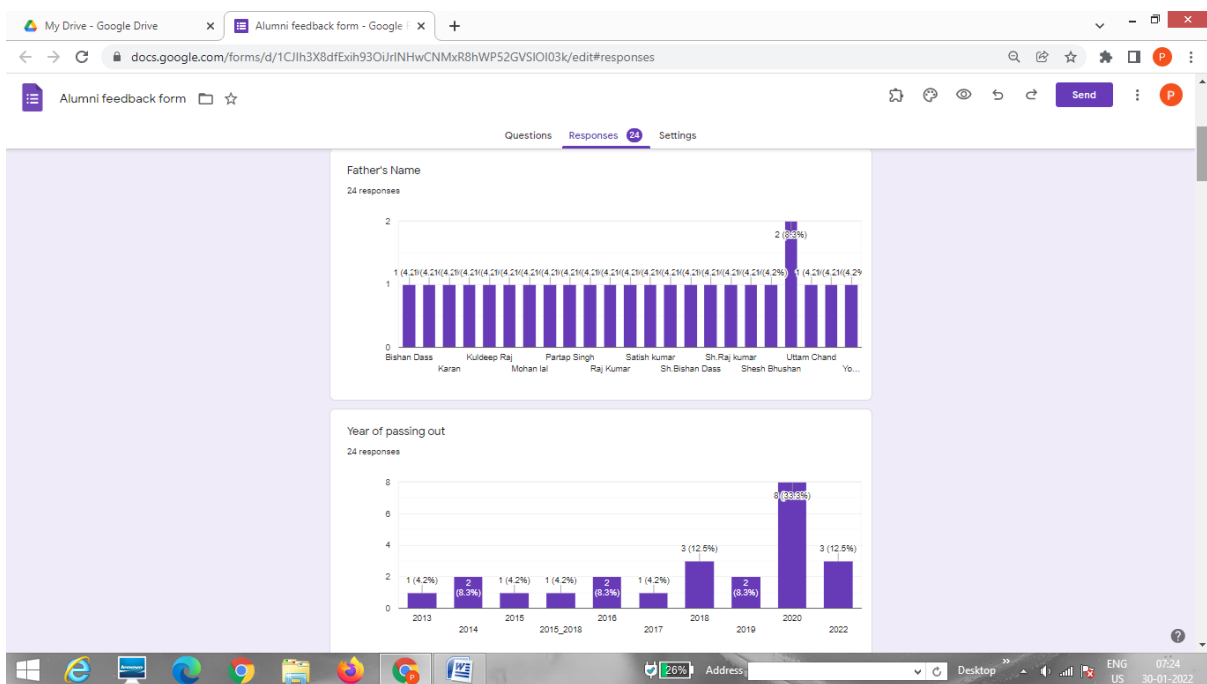 My Drive - Google Drive
Alumni feedback form - Google F
docs.google.com/forms/d/1CJIh3X8dfExih93OiJrINHwCNMxR8hWP52GVSIOI03k/edit#responses
P
Alumni feedback form
Send
P
Questions Responses 24 Settings
Father's Name
24 responses
2
2 (8.3%)
1
0
Bishan Dass Kuldeep Raj Partap Singh Satish kumar Sh.Raj kumar Uttam Chand
Karan Mohan lal Raj Kumar Sh.Bishan Dass Shesh Bhushan Yo...
Year of passing out
24 responses
8
8 (33.3%)
6
4
3 (12.5%) 3 (12.5%)
2
1 (4.2%) 2 (8.3%) 1 (4.2%) 1 (4.2%) 2 (8.3%) 1 (4.2%) 2 (8.3%)
0
2013 2015 2016 2018 2020
2014 2015_2018 2017 2019 2022
26% Address Desktop ENG 07:24
US 30-01-2022